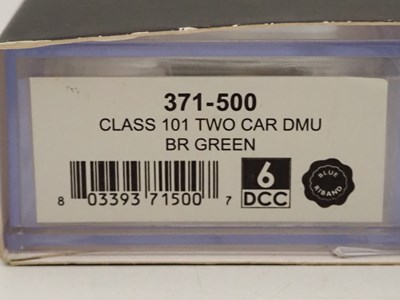 371-500
CLASS 101 TWO CAR DMU
BR GREEN
8 03393 71500 7
6
DCC
BLUE
RIBAND